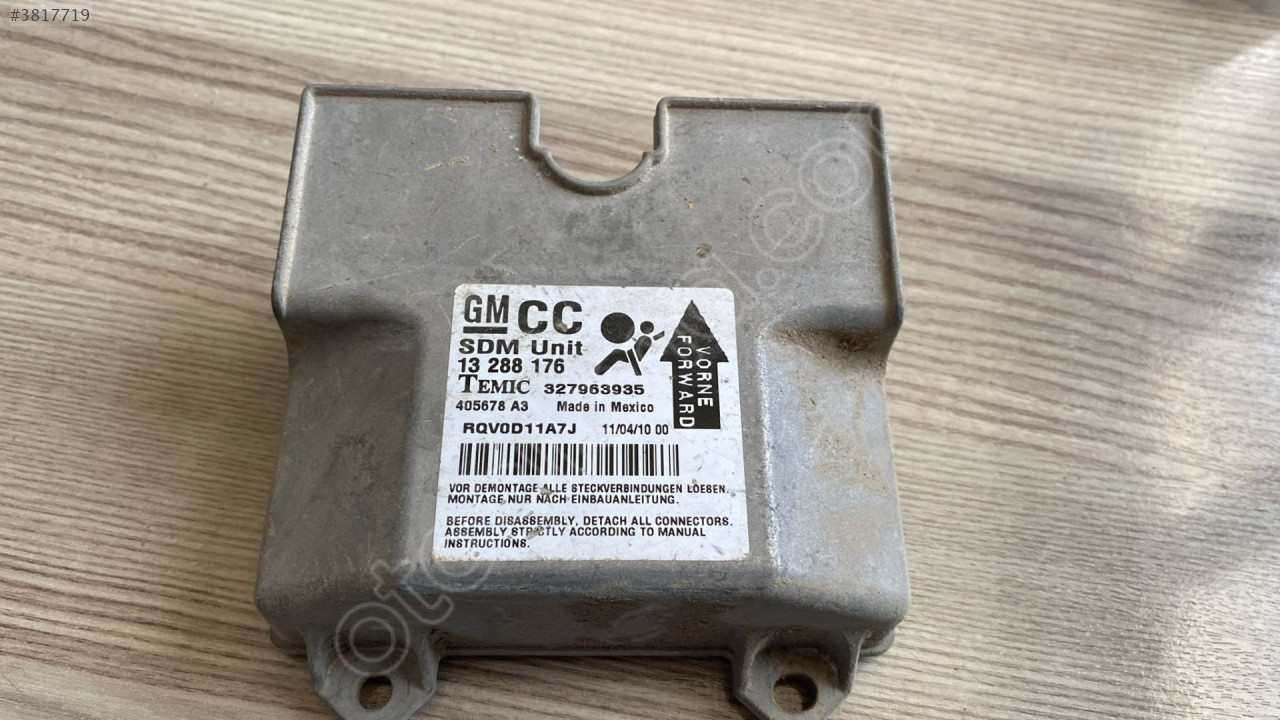 #3817719
GM CC
SDM Unit
13 288 176
TEMIC 327963935
405678 A3 Made in Mexico
RQV0D11A7J 11/04/10 00
VORNE
FORWARD
VOR DEMONTAGE ALLE STECKVERBINDUNGEN LOESEN.
MONTAGE NUR NACH EINBAUANLEITUNG.
BEFORE DISASSEMBLY, DETACH ALL CONNECTORS.
ASSEMBLY STRICTLY ACCORDING TO MANUAL
INSTRUCTIONS.